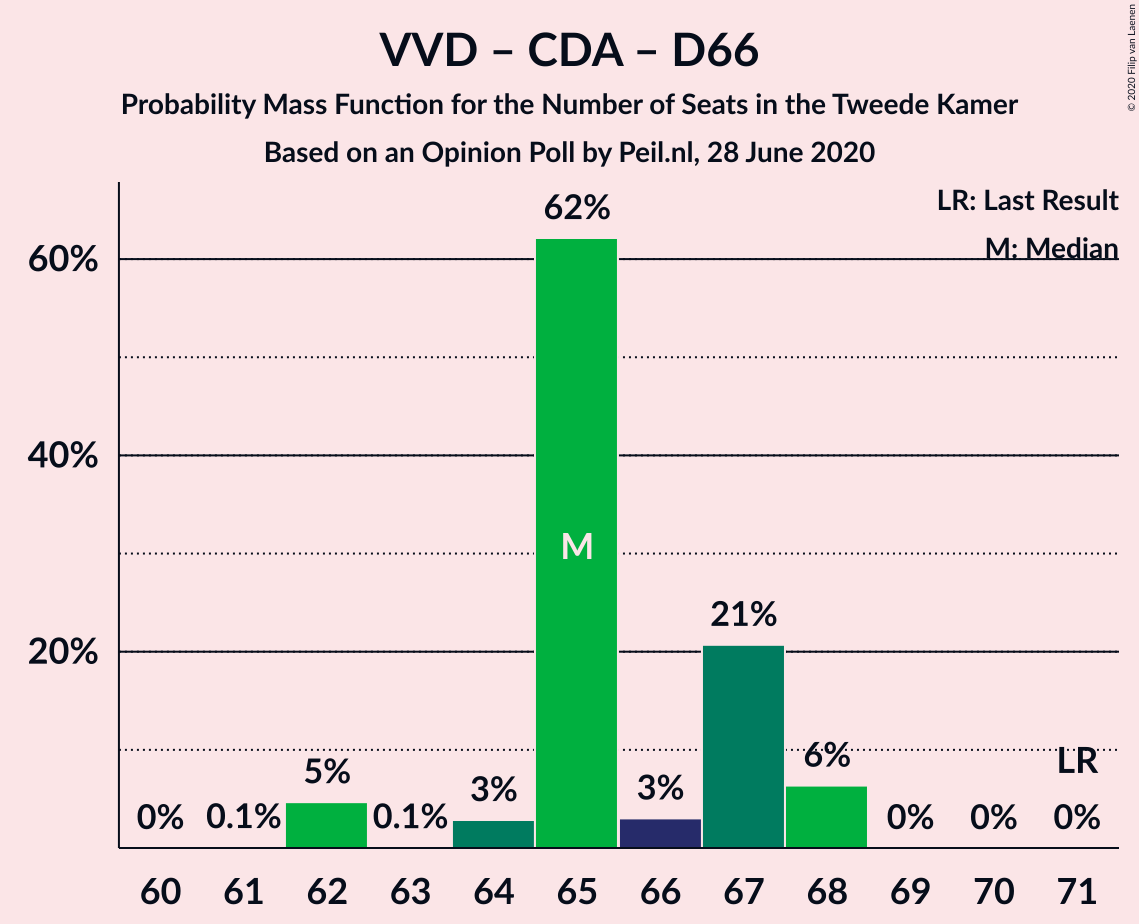 VVD – CDA – D66
Probability Mass Function for the Number of Seats in the Tweede Kamer
Based on an Opinion Poll by Peil.nl, 28 June 2020
© 2020 Filip van Laenen
LR: Last Result
M: Median
60%
40%
20%
0%
0.1%
5%
0.1%
3%
62%
M
3%
21%
6%
0%
0%
LR
0%
60 61 62 63 64 65 66 67 68 69 70 71